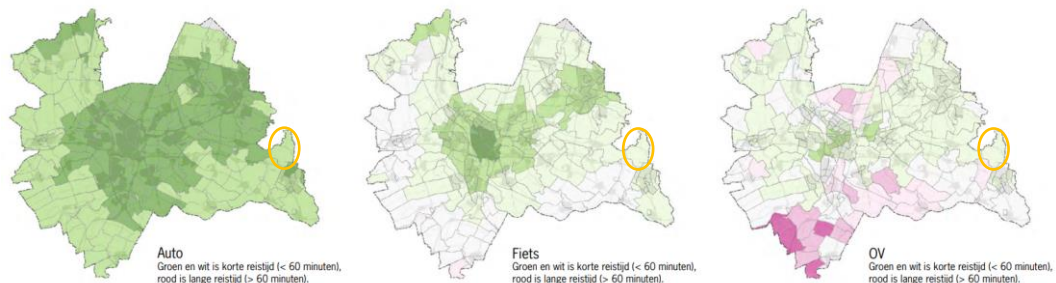 Auto
Groen en wit is korte reistijd (< 60 minuten),
rood is lange reistijd (> 60 minuten).
Fiets
Groen en wit is korte reistijd (< 60 minuten),
rood is lange reistijd (> 60 minuten).
OV
Groen en wit is korte reistijd (< 60 minuten),
rood is lange reistijd (> 60 minuten).